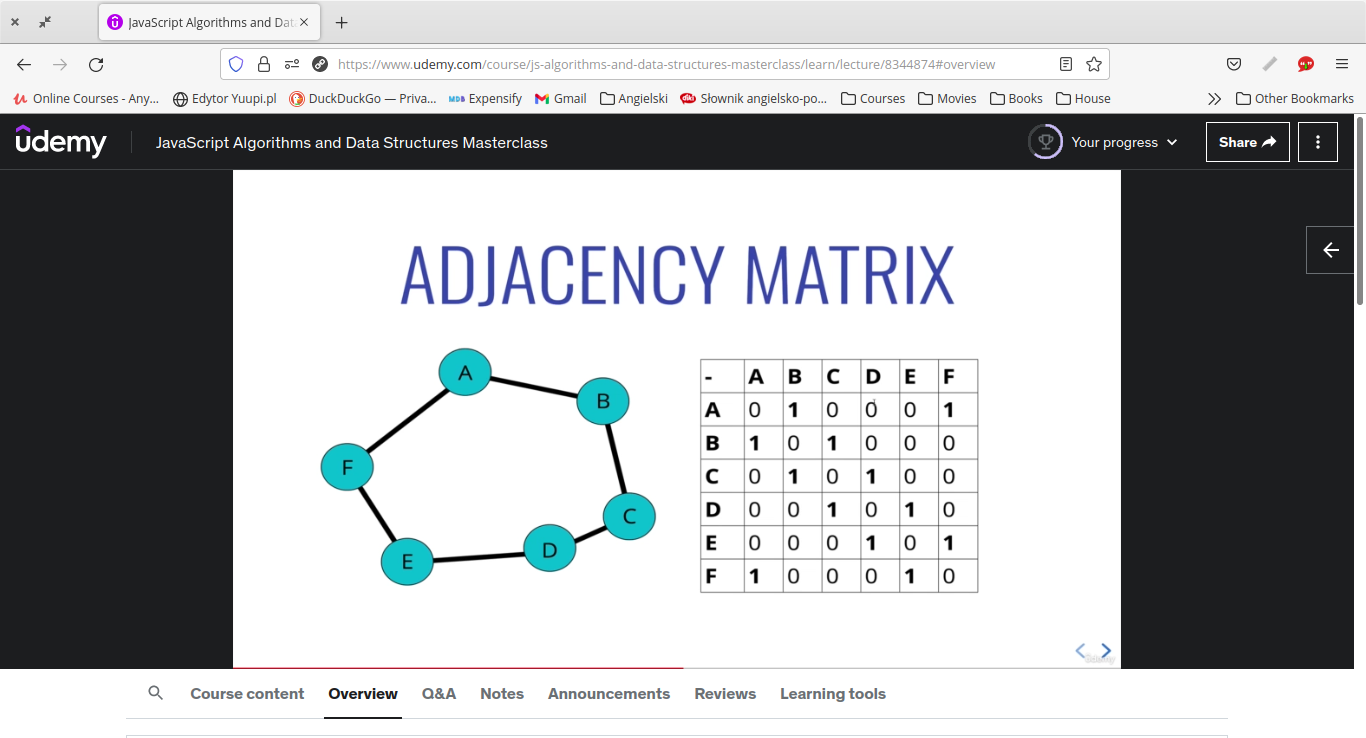 JavaScript Algorithms and Dat
https://www.udemy.com/course/js-algorithms-and-data-structures-masterclass/learn/lecture/8344874#overview
Online Courses - Any... Edytor Yuupi.pl DuckDuckGo — Priva... MDB Expensify Gmail Angielski diki Słownik angielsko-po... Courses Movies Books House Other Bookmarks
udemy JavaScript Algorithms and Data Structures Masterclass Your progress Share
ADJACENCY MATRIX
A
B
F
C
D
E
- A B C D E F
A 0 1 0 0 0 1
B 1 0 1 0 0 0
C 0 1 0 1 0 0
D 0 0 1 0 1 0
E 0 0 0 1 0 1
F 1 0 0 0 1 0
Udemy
Course content Overview Q&A Notes Announcements Reviews Learning tools